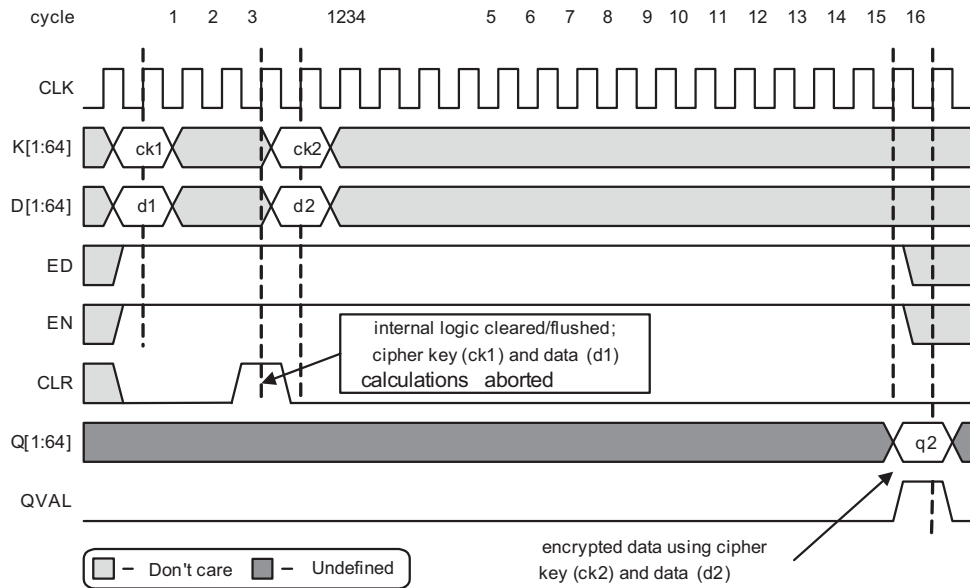 cycle 1 2 3 1234 5 6 7 8 9 10 11 12 13 14 15 16
CLK
K[1:64] ck1 ck2
D[1:64] d1 d2
ED
EN
internal logic cleared/flushed;
cipher key (ck1) and data (d1)
calculations aborted
CLR
Q[1:64] q2
QVAL
encrypted data using cipher
key (ck2) and data (d2)
– Don't care – Undefined